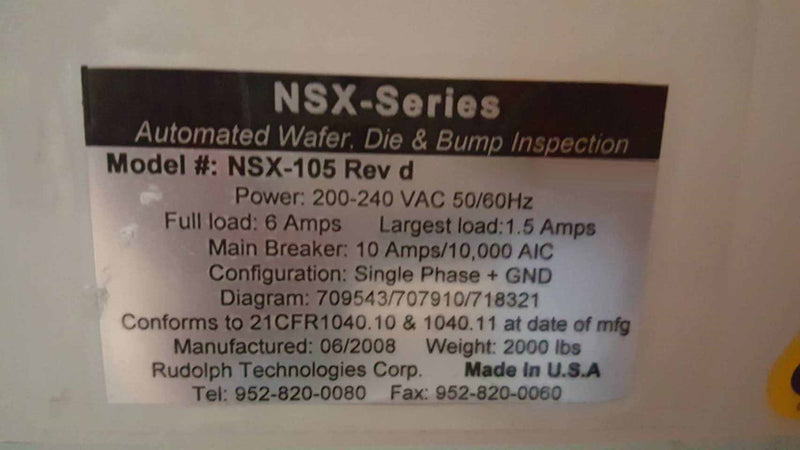 NSX-Series
Automated Wafer, Die & Bump Inspection
Model #: NSX-105 Rev d
Power: 200-240 VAC 50/60Hz
Full load: 6 Amps Largest load:1.5 Amps
Main Breaker: 10 Amps/10,000 AIC
Configuration: Single Phase + GND
Diagram: 709543/707910/718321
Conforms to 21CFR1040.10 & 1040.11 at date of mfg
Manufactured: 06/2008 Weight: 2000 lbs
Rudolph Technologies Corp. Made In U.S.A
Tel: 952-820-0080 Fax: 952-820-0060